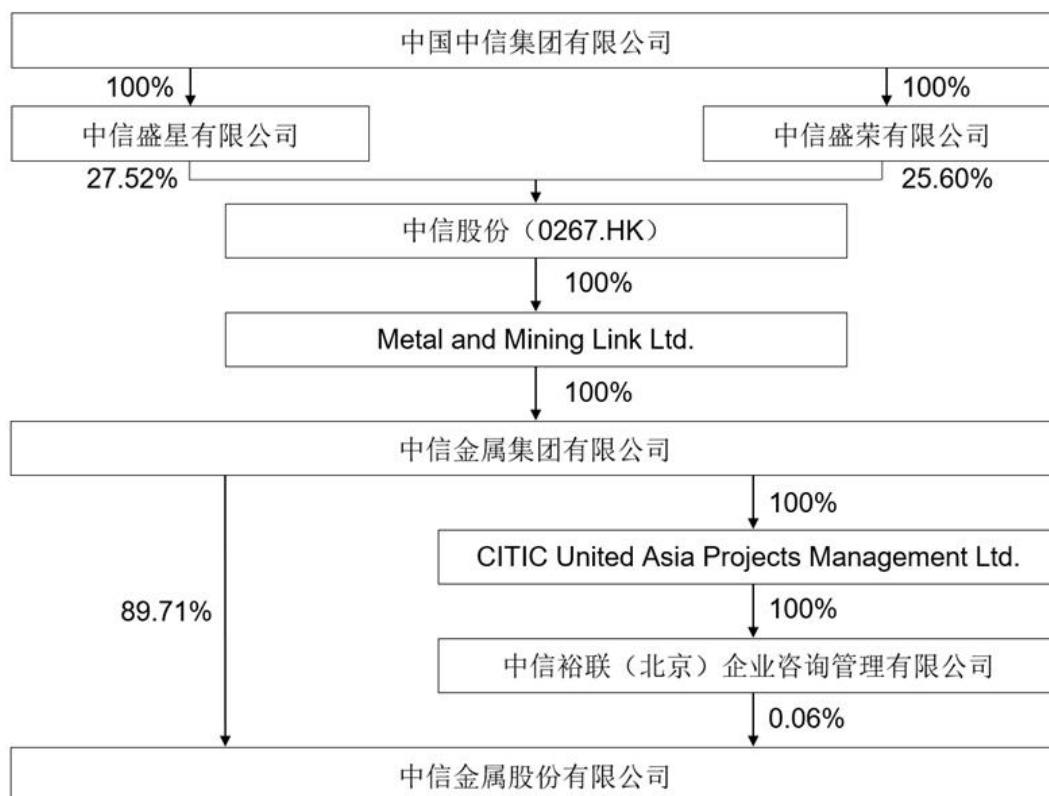 中国中信集团有限公司
100%
100%
中信盛星有限公司
中信盛荣有限公司
27.52%
25.60%
中信股份（0267.HK）
100%
Metal and Mining Link Ltd.
100%
中信金属集团有限公司
100%
CITIC United Asia Projects Management Ltd.
89.71%
100%
中信裕联（北京）企业咨询管理有限公司
0.06%
中信金属股份有限公司